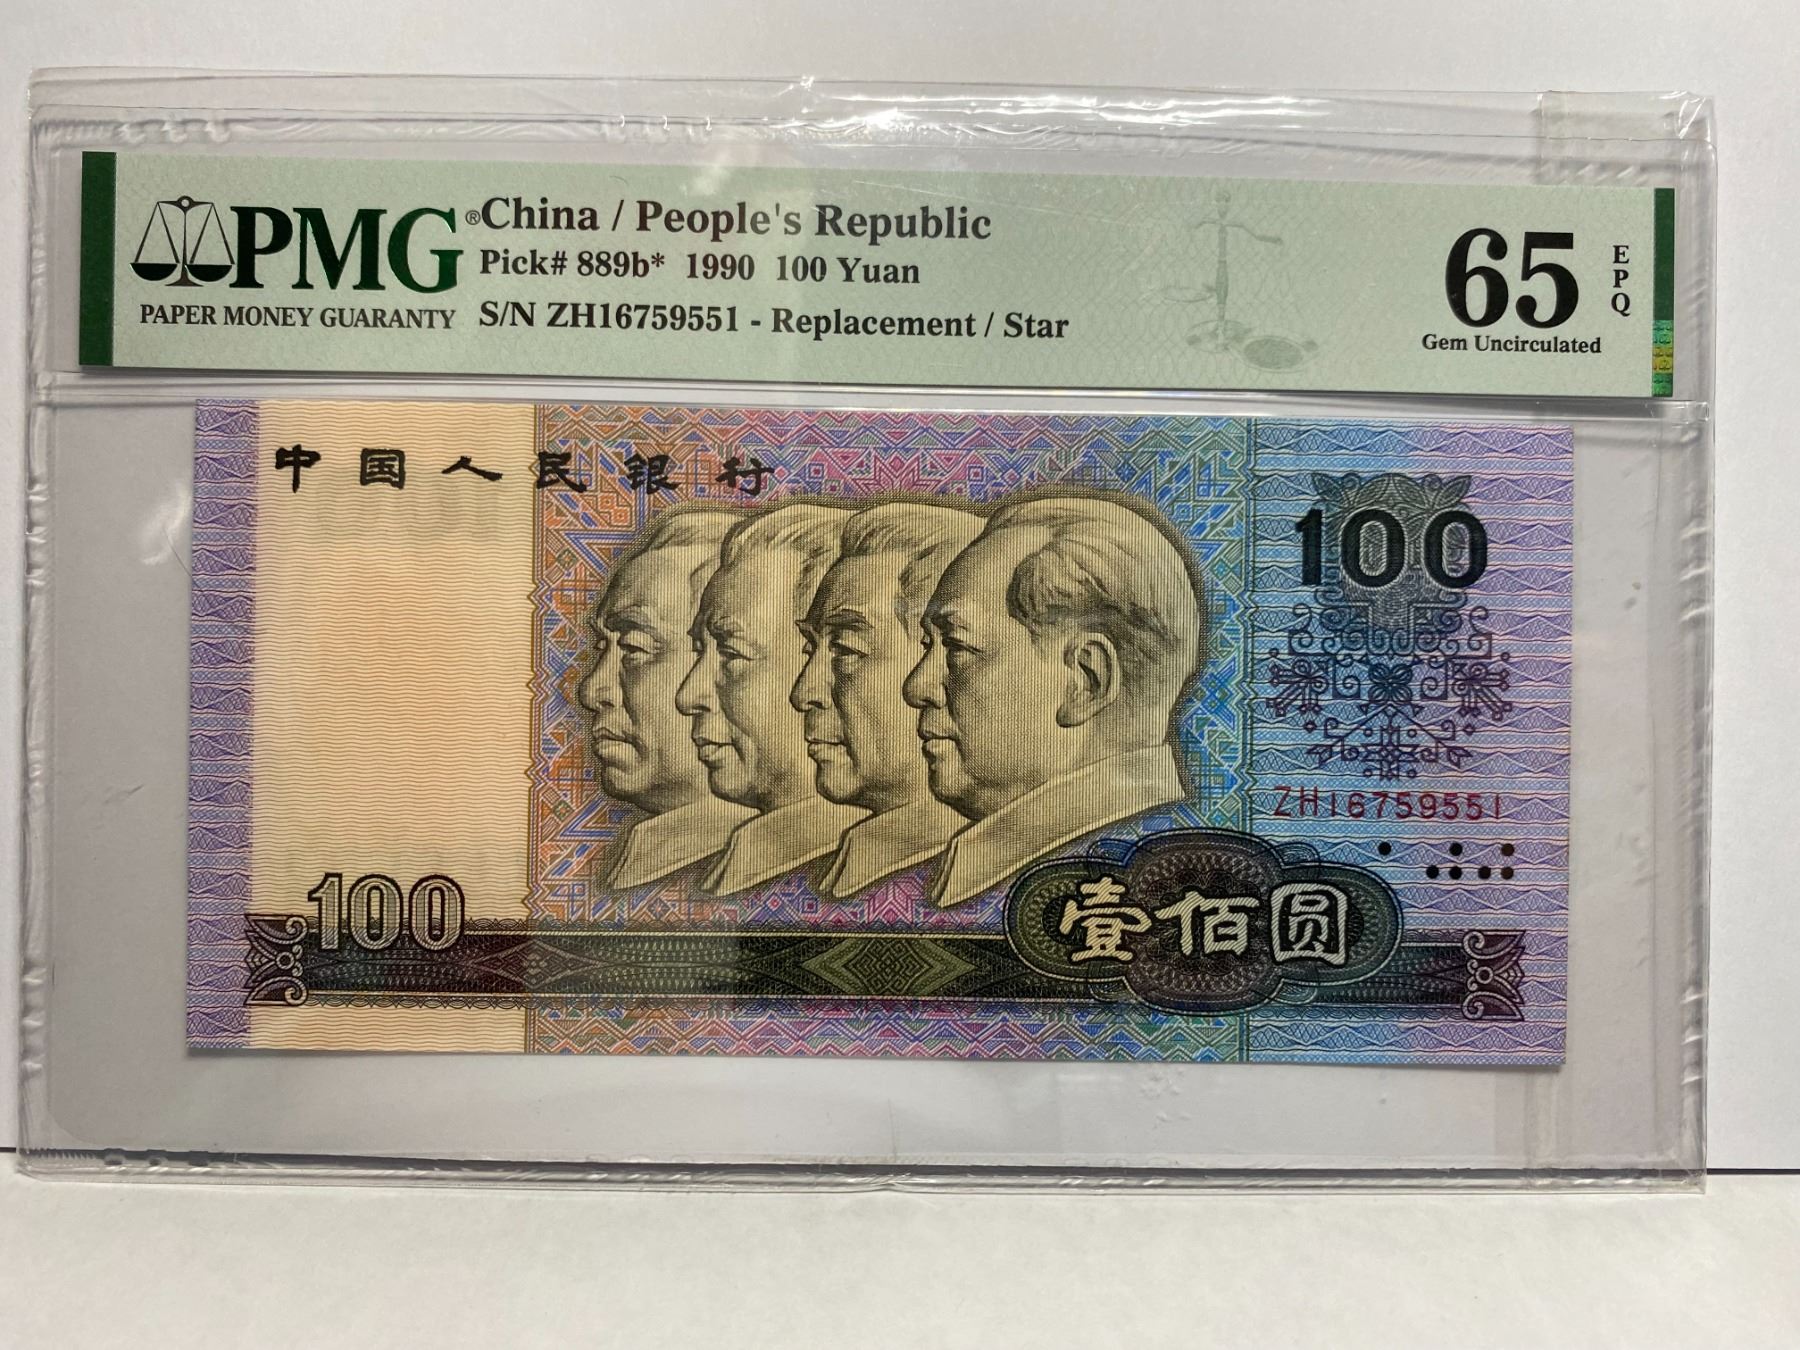 PMG®
PAPER MONEY GUARANTY
China / People's Republic
Pick# 889b* 1990 100 Yuan
S/N ZH16759551 - Replacement / Star
65 EPQ
Gem Uncirculated
中国人民银行
100
ZH16759551
100
壹佰圆